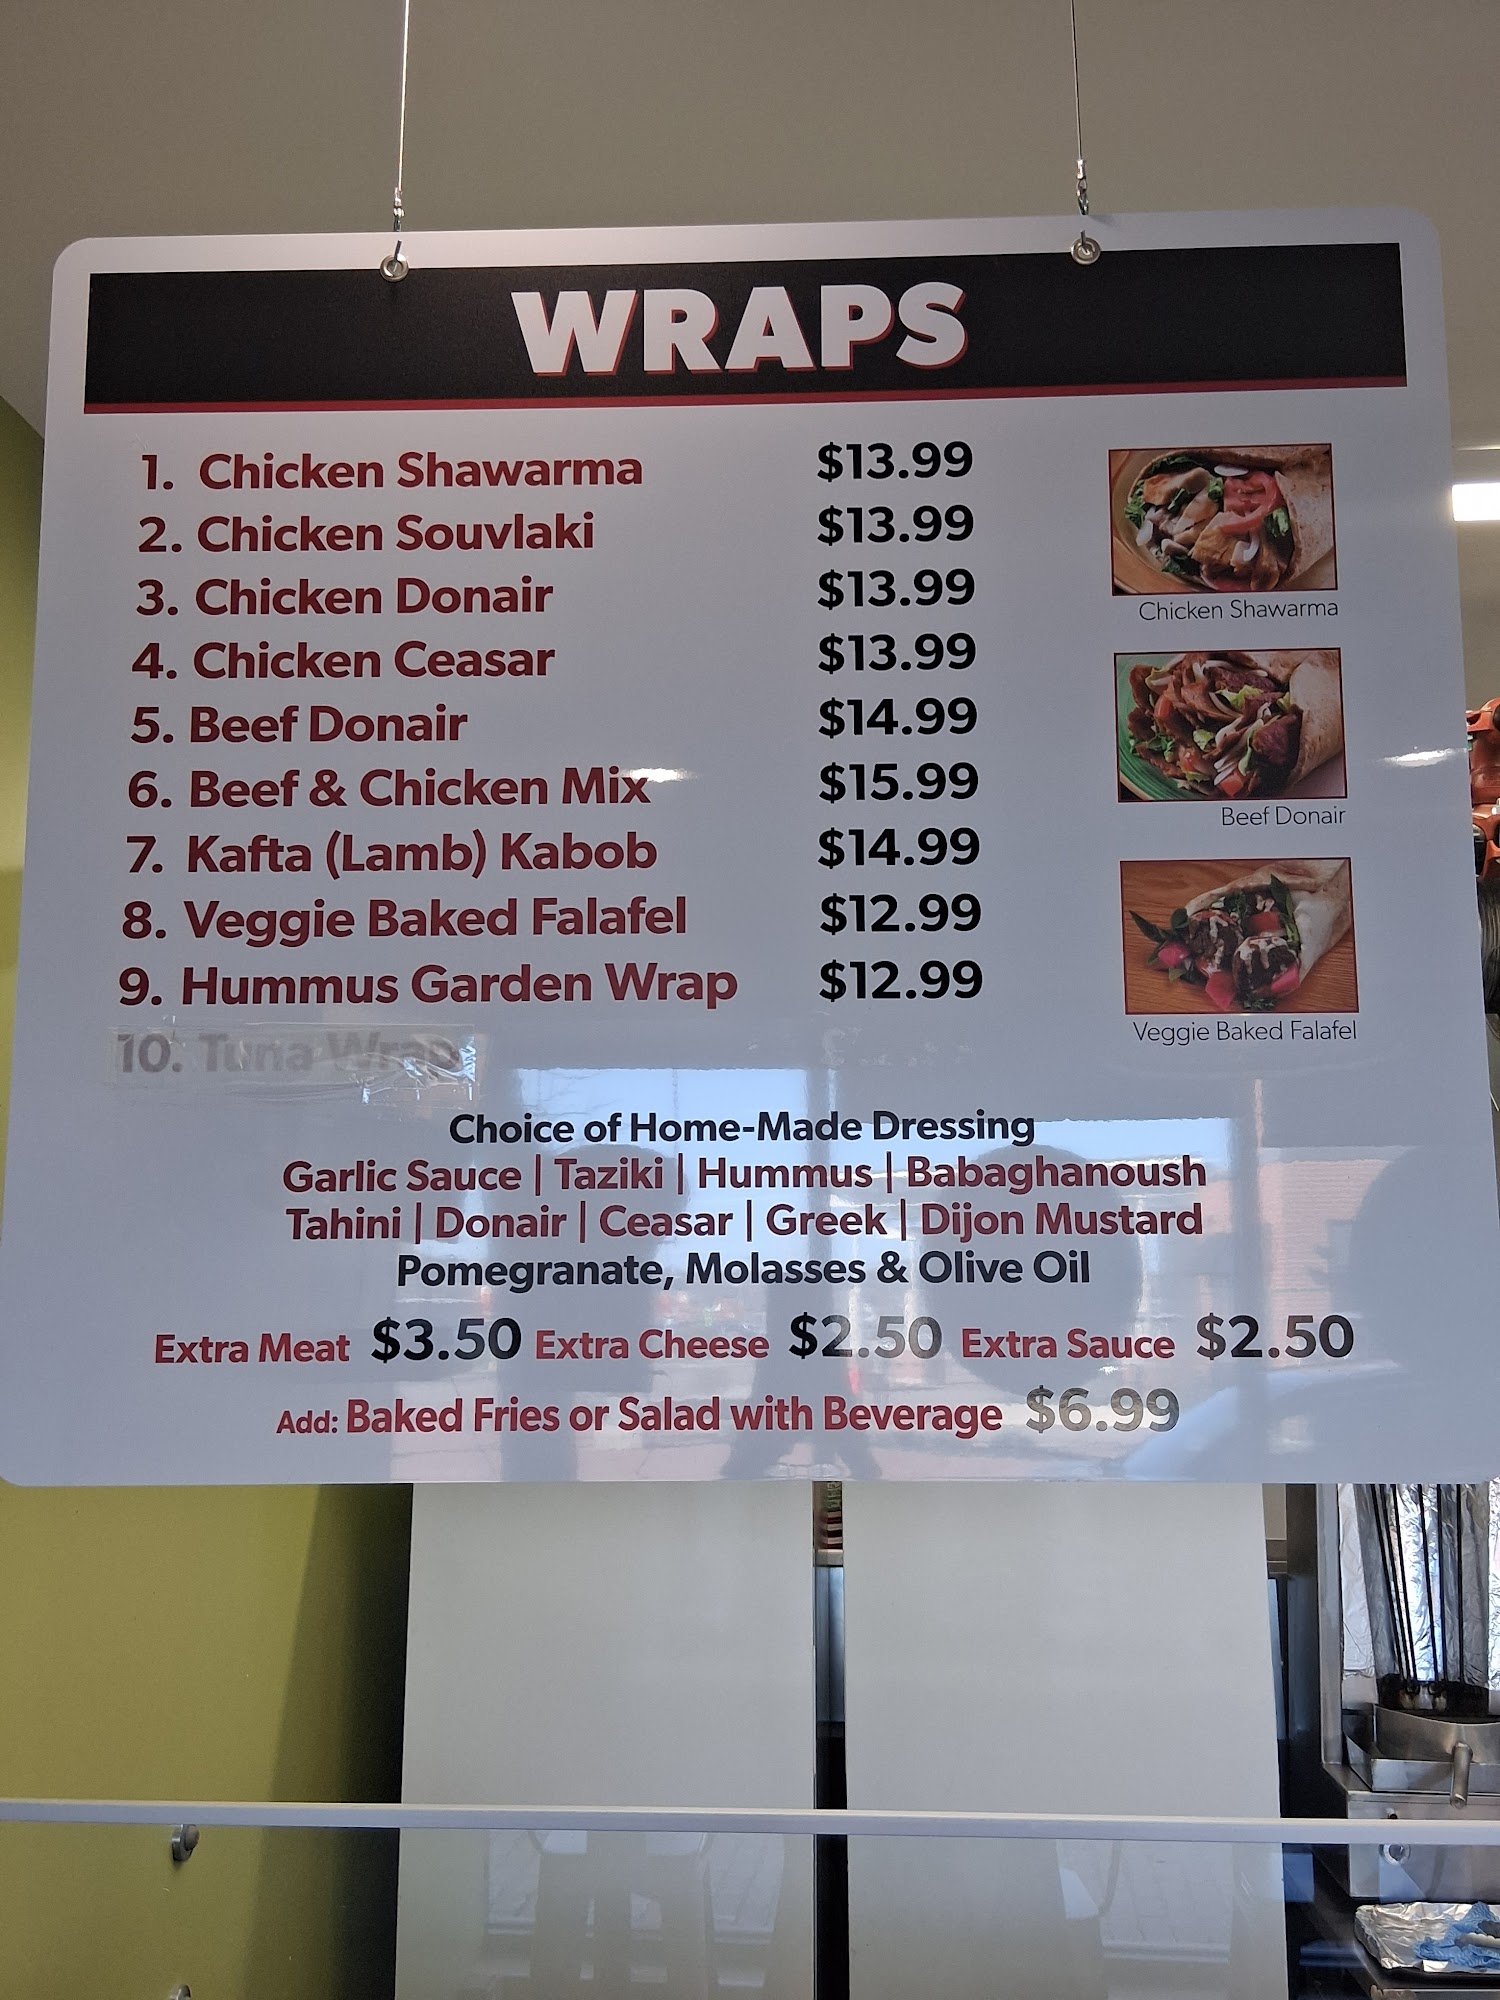 WRAPS
1. Chicken Shawarma $13.99
2. Chicken Souvlaki $13.99
3. Chicken Donair $13.99
4. Chicken Ceasar $13.99
5. Beef Donair $14.99
6. Beef & Chicken Mix $15.99
7. Kafta (Lamb) Kabob $14.99
8. Veggie Baked Falafel $12.99
9. Hummus Garden Wrap $12.99
10. Tuna Wrap
Chicken Shawarma
Beef Donair
Veggie Baked Falafel
Choice of Home-Made Dressing
Garlic Sauce | Taziki | Hummus | Babaghanoush
Tahini | Donair | Ceasar | Greek | Dijon Mustard
Pomegranate, Molasses & Olive Oil
Extra Meat $3.50 Extra Cheese $2.50 Extra Sauce $2.50
Add: Baked Fries or Salad with Beverage $6.99